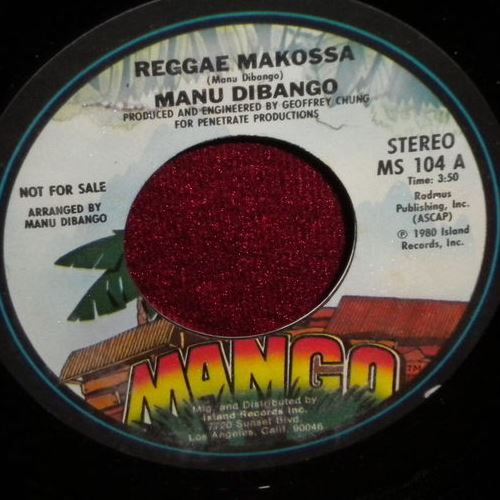 REGGAE MAKOSSA
(Manu Dibango)
MANU DIBANGO
PRODUCED AND ENGINEERED BY GEOFFREY CHUNG
FOR PENETRATE PRODUCTIONS
STEREO
MS 104 A
Time: 3:50
Radmus
Publishing, Inc.
(ASCAP)
℗ 1980 Island
Records, Inc.
NOT FOR SALE
ARRANGED BY
MANU DIBANGO
MANGO
TM
Mfg. and Distributed by
Island Records Inc.
7720 Sunset Blvd.
Los Angeles, Calif. 90046